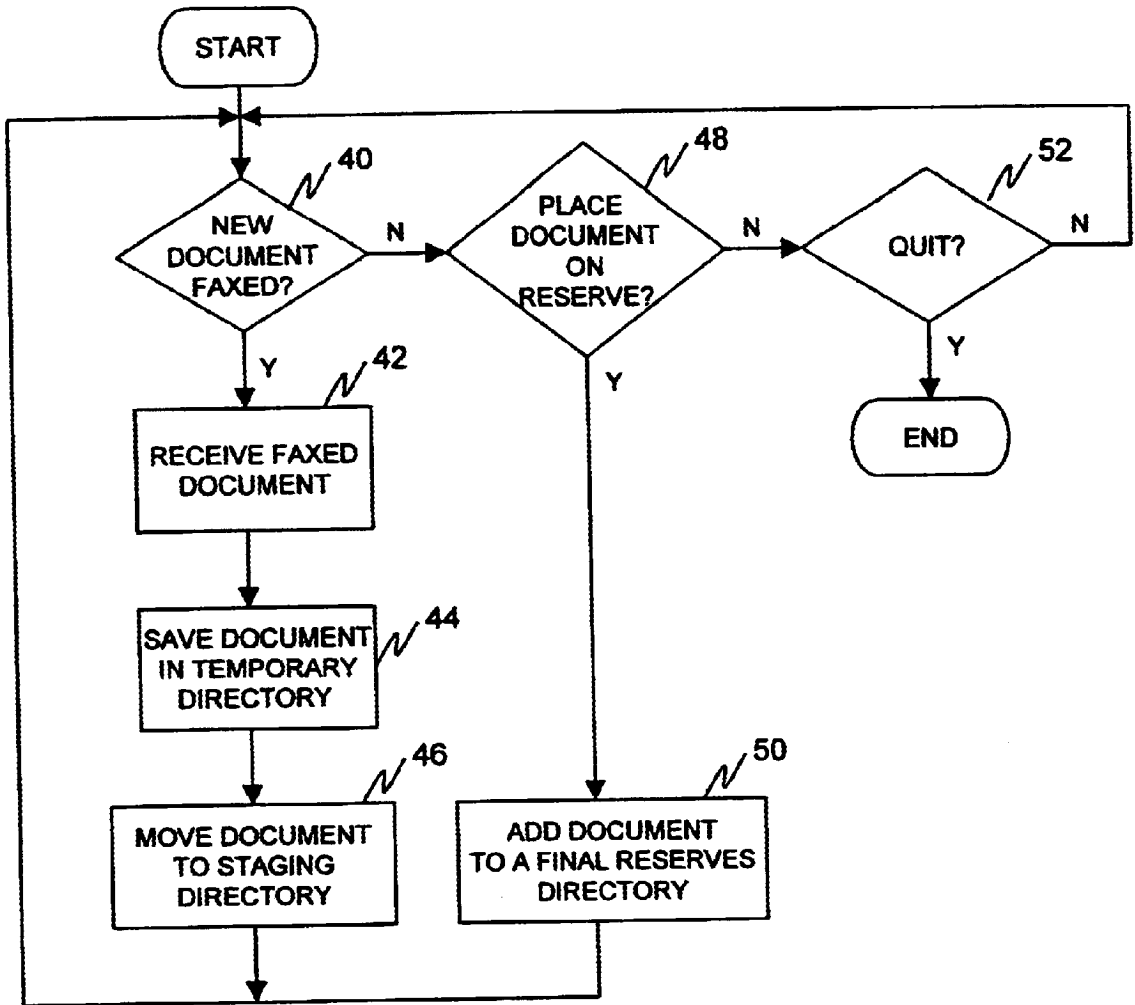 START
40
NEW
DOCUMENT
FAXED?
N
48
PLACE
DOCUMENT
ON
RESERVE?
N
52
QUIT?
N
Y
42
RECEIVE FAXED
DOCUMENT
Y
Y
END
44
SAVE DOCUMENT
IN TEMPORARY
DIRECTORY
46
MOVE DOCUMENT
TO STAGING
DIRECTORY
50
ADD DOCUMENT
TO A FINAL RESERVES
DIRECTORY